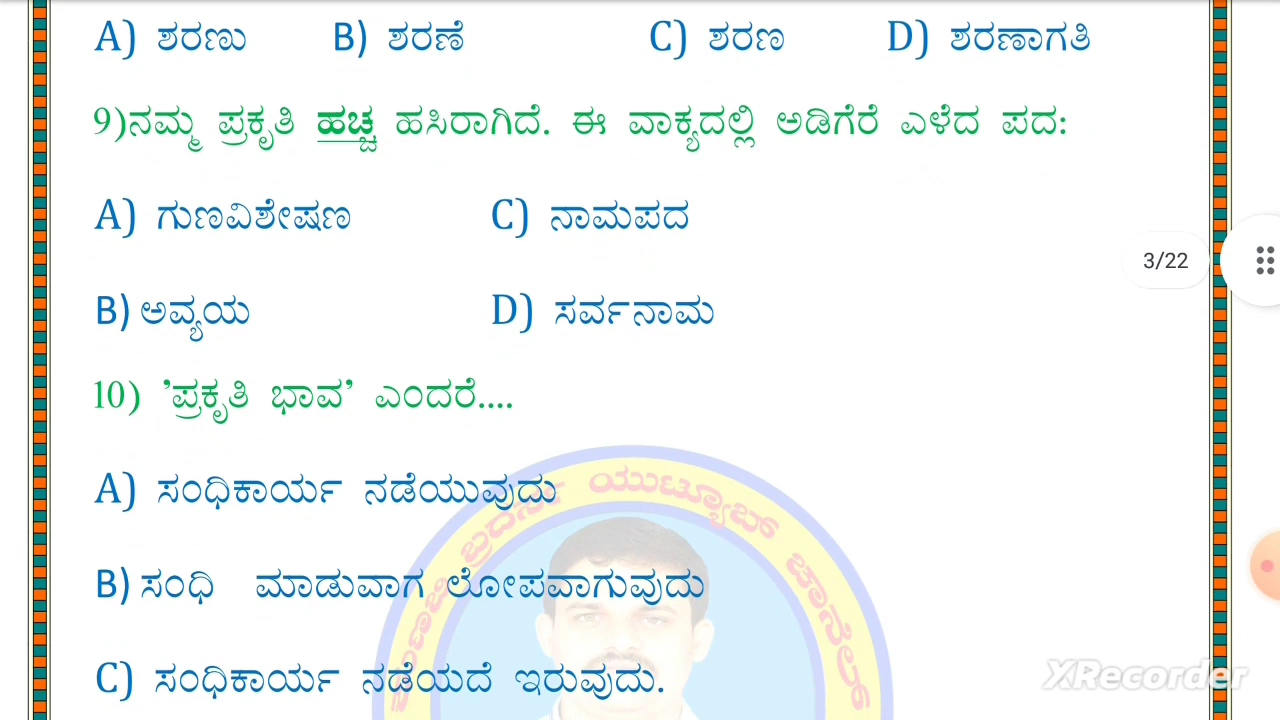 A) ಶರಣು B) ಶರಣೆ C) ಶರಣ D) ಶರಣಾಗತಿ
9)ನಮ್ಮ ಪ್ರಕೃತಿ ಹಚ್ಚ ಹಸಿರಾಗಿದೆ. ಈ ವಾಕ್ಯದಲ್ಲಿ ಅಡಿಗೆರೆ ಎಳೆದ ಪದ:
A) ಗುಣವಿಶೇಷಣ C) ನಾಮಪದ
3/22
B) ಅವ್ಯಯ D) ಸರ್ವನಾಮ
10) 'ಪ್ರಕೃತಿ ಭಾವ' ಎಂದರೆ....
A) ಸಂಧಿಕಾರ್ಯ ನಡೆಯುವುದು
B) ಸಂಧಿ ಮಾಡುವಾಗ ಲೋಪವಾಗುವುದು
C) ಸಂಧಿಕಾರ್ಯ ನಡೆಯದೆ ಇರುವುದು.
ಬ್ರದರ್ಸ್ ಯುಟ್ಯೂಬ್ ಚಾನೆಲ್
XRecorder